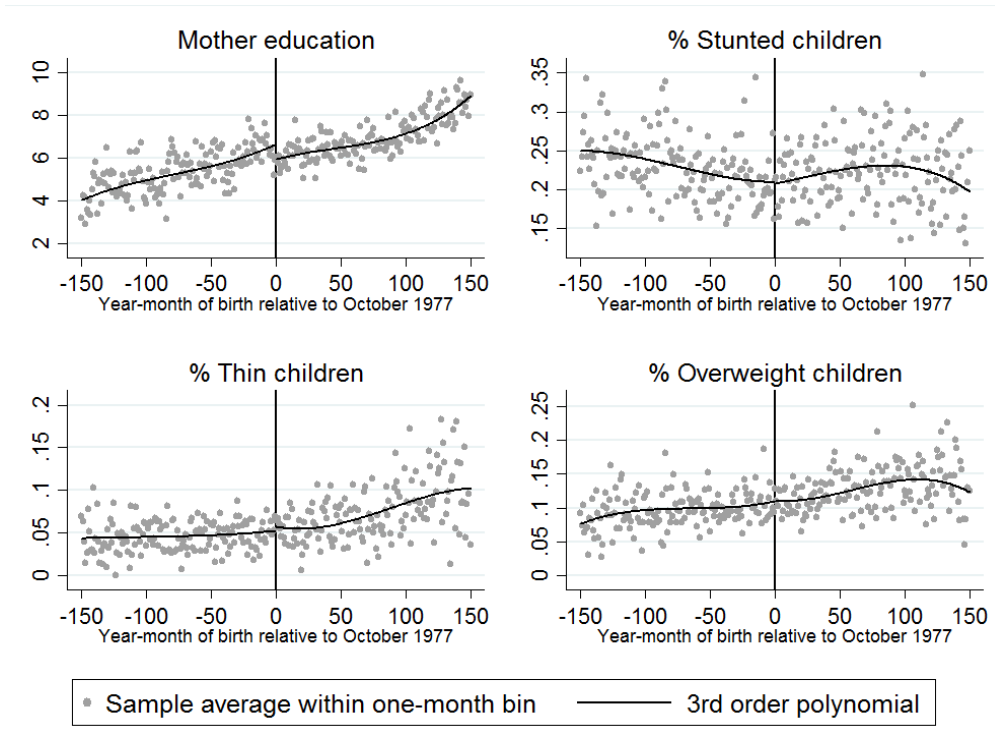 Mother education
10
8
6
4
2
-150 -100 -50 0 50 100 150
Year-month of birth relative to October 1977
% Stunted children
.35
.3
.25
.2
.15
-150 -100 -50 0 50 100 150
Year-month of birth relative to October 1977
% Thin children
.2
.15
.1
.05
0
-150 -100 -50 0 50 100 150
Year-month of birth relative to October 1977
% Overweight children
.25
.2
.15
.1
.05
0
-150 -100 -50 0 50 100 150
Year-month of birth relative to October 1977
Sample average within one-month bin 3rd order polynomial